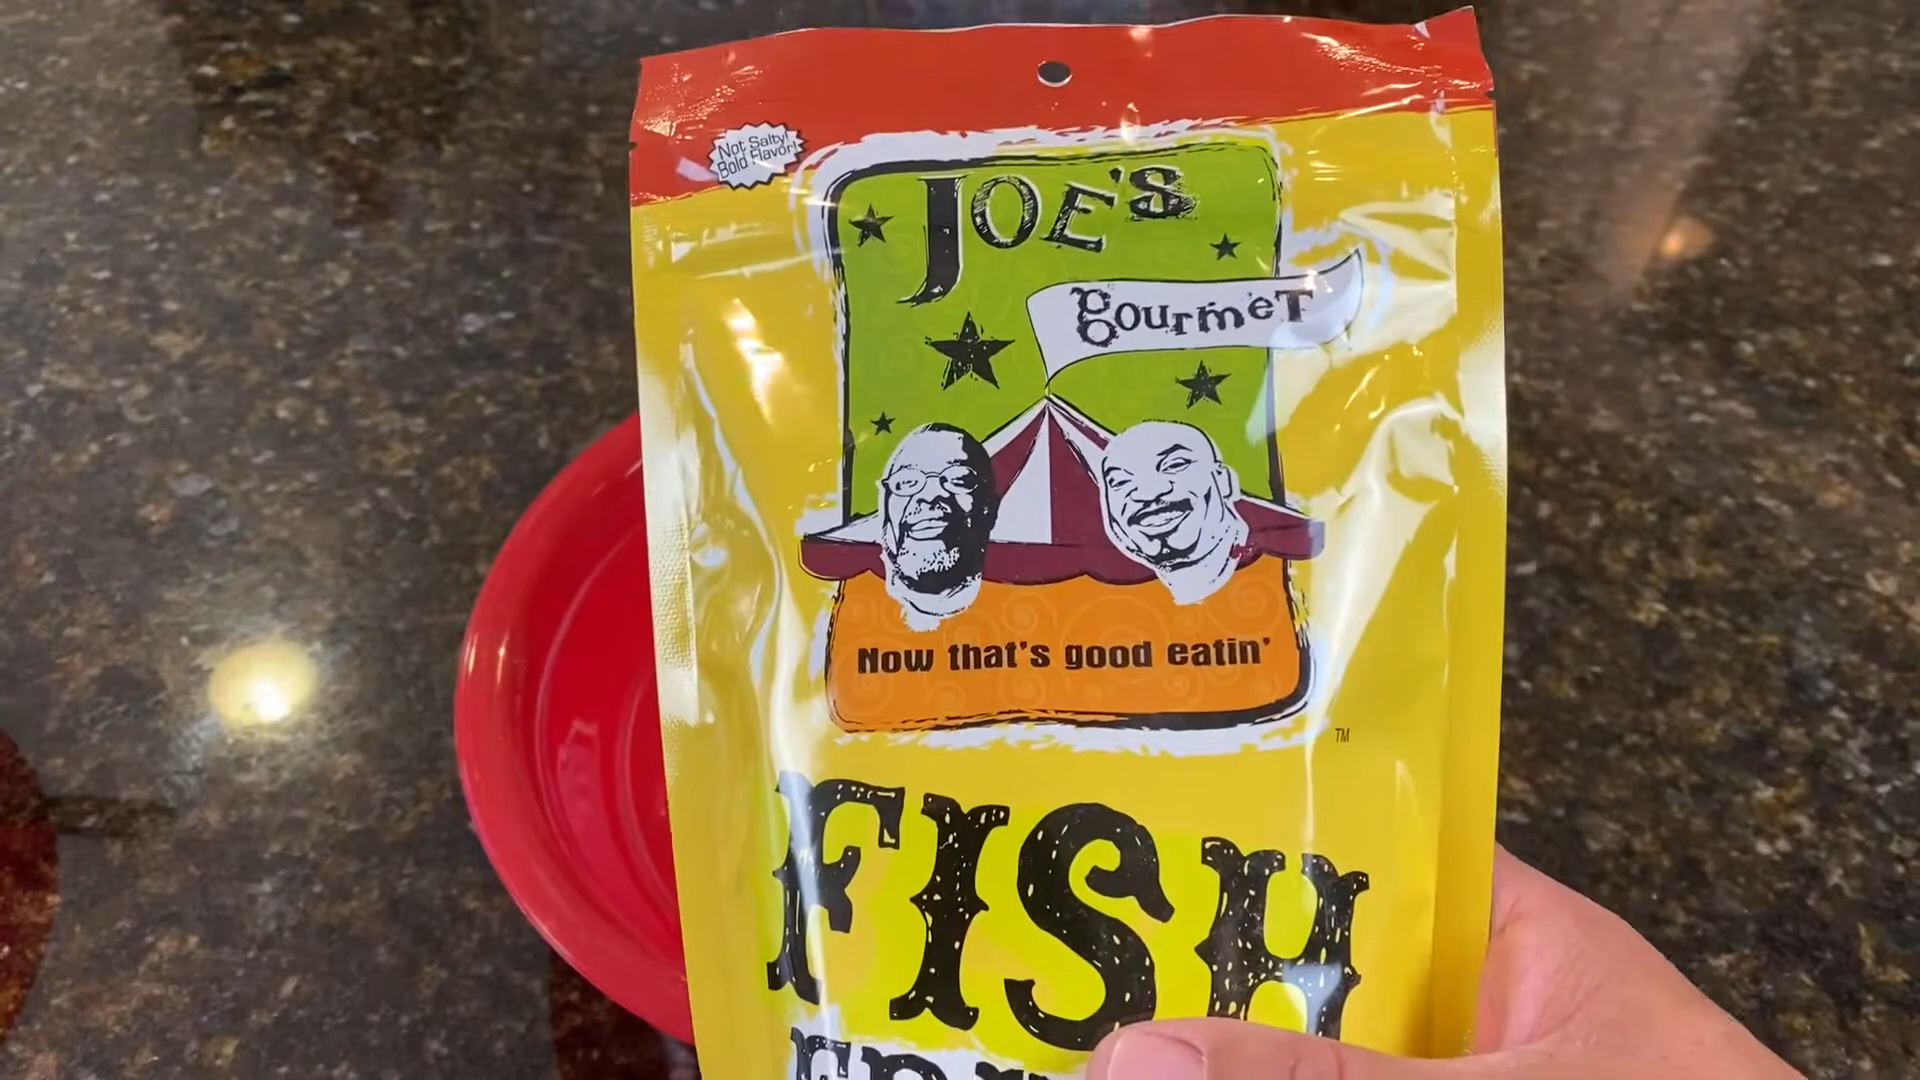 Not Salty!
Bold Flavor!
JOE'S
gourmeT
Now that's good eatin'
TM
FISH